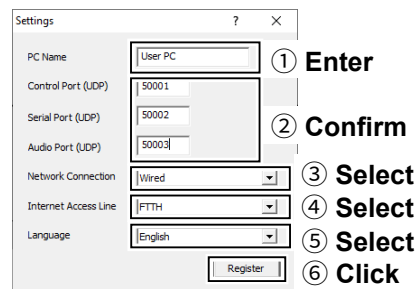 Settings ? ×
PC Name User PC ① Enter
Control Port (UDP) 50001
Serial Port (UDP) 50002 ② Confirm
Audio Port (UDP) 50003
Network Connection Wired ③ Select
Internet Access Line FTTH ④ Select
Language English ⑤ Select
Register ⑥ Click